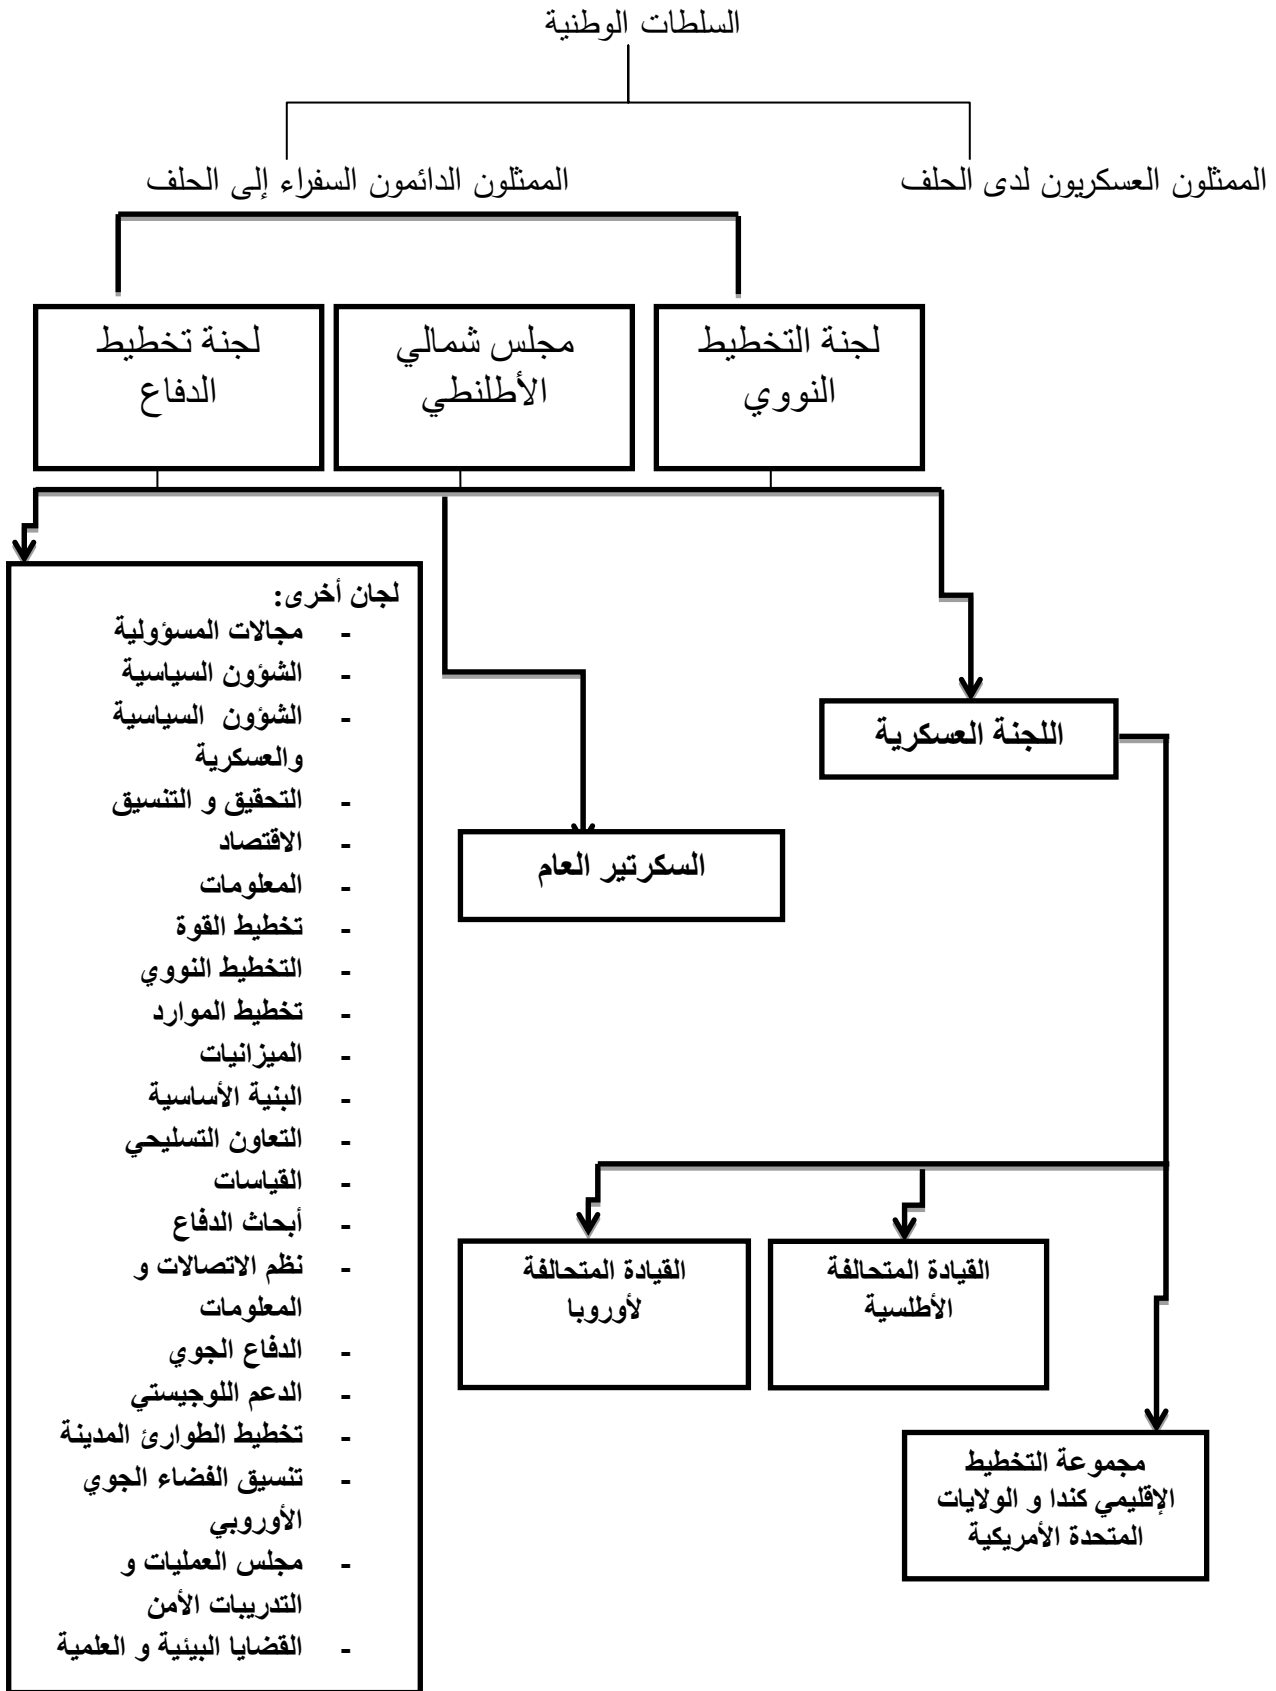 السلطات الوطنية
الممثلون العسكريون لدى الحلف
الممثلون الدائمون السفراء إلى الحلف
لجنة التخطيط
النووي
مجلس شمالي
الأطلنطي
لجنة تخطيط
الدفاع
لجان أخرى:
- مجالات المسؤولية
- الشؤون السياسية
- الشؤون السياسية
والعسكرية
- التحقيق و التنسيق
- الاقتصاد
- المعلومات
- تخطيط القوة
- التخطيط النووي
- تخطيط الموارد
- الميزانيات
- البنية الأساسية
- التعاون التسليحي
- القياسات
- أبحاث الدفاع
- نظم الاتصالات و
المعلومات
- الدفاع الجوي
- الدعم اللوجيستي
- تخطيط الطوارئ المدينة
- تنسيق الفضاء الجوي
الأوروبي
- مجلس العمليات و
التدريبات الأمن
- القضايا البيئية و العلمية
اللجنة العسكرية
السكرتير العام
القيادة المتحالفة
الأطلسية
القيادة المتحالفة
لأوروبا
مجموعة التخطيط
الإقليمي كندا و الولايات
المتحدة الأمريكية